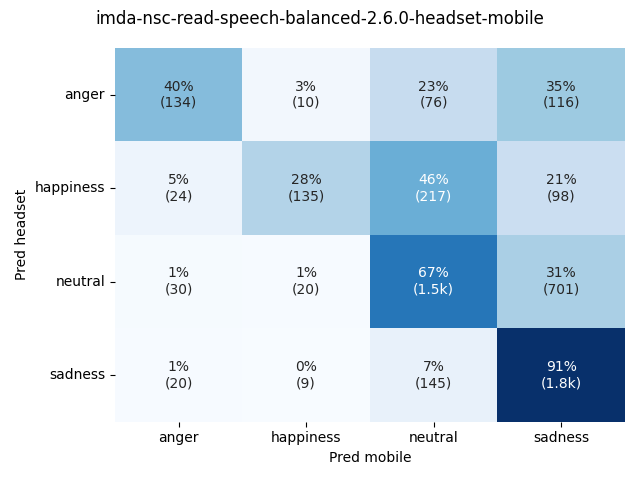 imda-nsc-read-speech-balanced-2.6.0-headset-mobile
anger
40%
(134)
3%
(10)
23%
(76)
35%
(116)
happiness
5%
(24)
28%
(135)
46%
(217)
21%
(98)
neutral
1%
(30)
1%
(20)
67%
(1.5k)
31%
(701)
sadness
1%
(20)
0%
(9)
7%
(145)
91%
(1.8k)
Pred headset
anger
happiness
neutral
sadness
Pred mobile